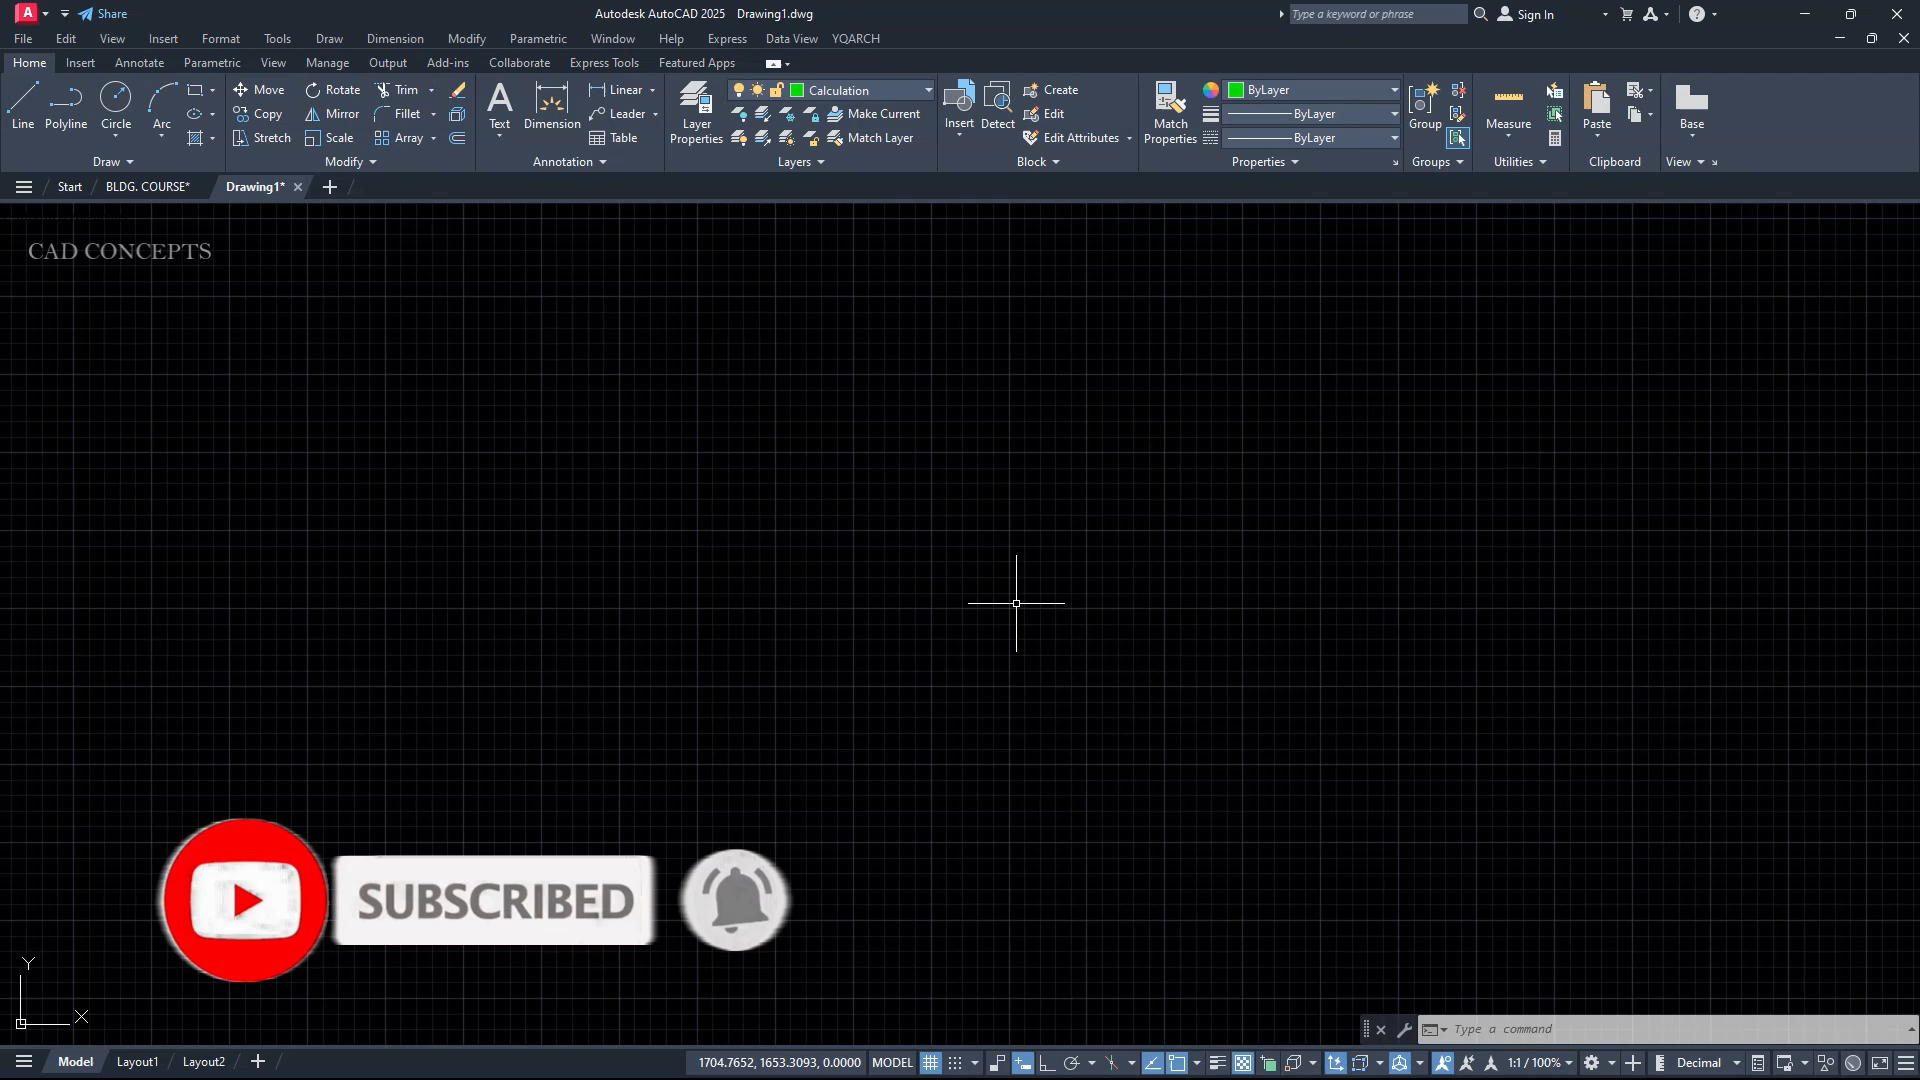 Share
Autodesk AutoCAD 2025 Drawing1.dwg
Type a keyword or phrase
Sign In
File Edit View Insert Format Tools Draw Dimension Modify Parametric Window Help Express Data View YQARCH
Home Insert Annotate Parametric View Manage Output Add-ins Collaborate Express Tools Featured Apps
Line Polyline Circle Arc
Draw
Move Rotate Trim
Copy Mirror Fillet
Stretch Scale Array
Modify
Text Dimension
Linear
Leader
Table
Annotation
Layer Properties
Calculation
Make Current
Match Layer
Layers
Insert Detect
Create
Edit
Edit Attributes
Block
Match Properties
ByLayer
ByLayer
ByLayer
Properties
Group
Groups
Measure
Utilities
Paste
Clipboard
Base
View
Start BLDG. COURSE* Drawing1*
CAD CONCEPTS
SUBSCRIBED
Y
X
Type a command
Model Layout1 Layout2
1704.7652, 1653.3093, 0.0000 MODEL 1:1 / 100% Decimal